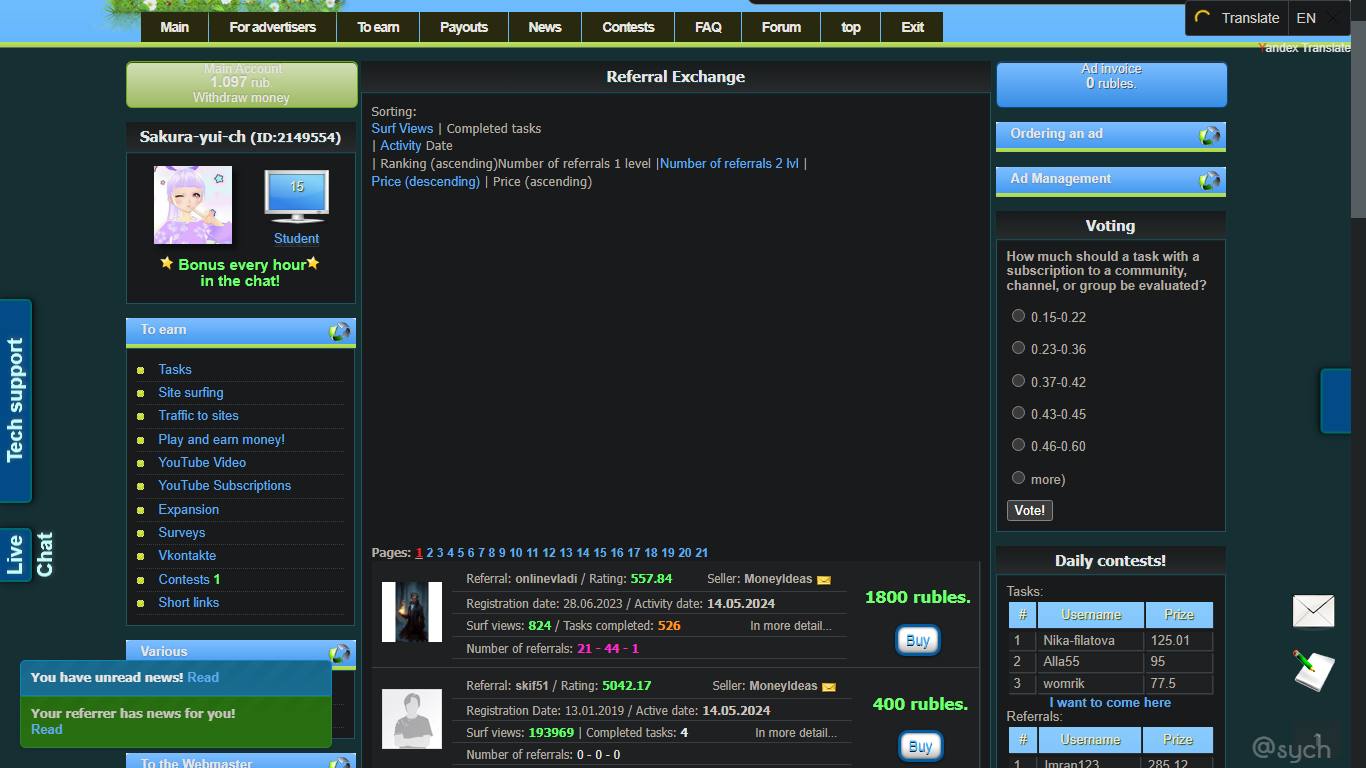 Main
For advertisers
To earn
Payouts
News
Contests
FAQ
Forum
top
Exit
Translate
EN
Yandex Translate
Main Account
1.097 rub.
Withdraw money
Sakura-yui-ch (ID:2149554)
15
Student
Bonus every hour
in the chat!
To earn
Tasks
Site surfing
Traffic to sites
Play and earn money!
YouTube Video
YouTube Subscriptions
Expansion
Surveys
Vkontakte
Contests 1
Short links
Various
You have unread news! Read
Your referrer has news for you!
Read
To the Webmaster
Tech support
Live
Chat
Referral Exchange
Sorting:
Surf Views | Completed tasks
| Activity Date
| Ranking (ascending)Number of referrals 1 level |Number of referrals 2 lvl |
Price (descending) | Price (ascending)
Pages: 1 2 3 4 5 6 7 8 9 10 11 12 13 14 15 16 17 18 19 20 21
Referral: onlinevladi / Rating: 557.84 Seller: MoneyIdeas
Registration date: 28.06.2023 / Activity date: 14.05.2024
Surf views: 824 / Tasks completed: 526 In more detail...
Number of referrals: 21 - 44 - 1
1800 rubles.
Buy
Referral: skif51 / Rating: 5042.17 Seller: MoneyIdeas
Registration Date: 13.01.2019 / Active date: 14.05.2024
Surf views: 193969 | Completed tasks: 4 In more detail...
Number of referrals: 0 - 0 - 0
400 rubles.
Buy
Ad invoice
0 rubles.
Ordering an ad
Ad Management
Voting
How much should a task with a
subscription to a community,
channel, or group be evaluated?
0.15-0.22
0.23-0.36
0.37-0.42
0.43-0.45
0.46-0.60
more)
Vote!
Daily contests!
Tasks:
# Username Prize
1 Nika-filatova 125.01
2 Alla55 95
3 womrik 77.5
I want to come here
Referrals:
# Username Prize
1 Imran123 285.12
@sych